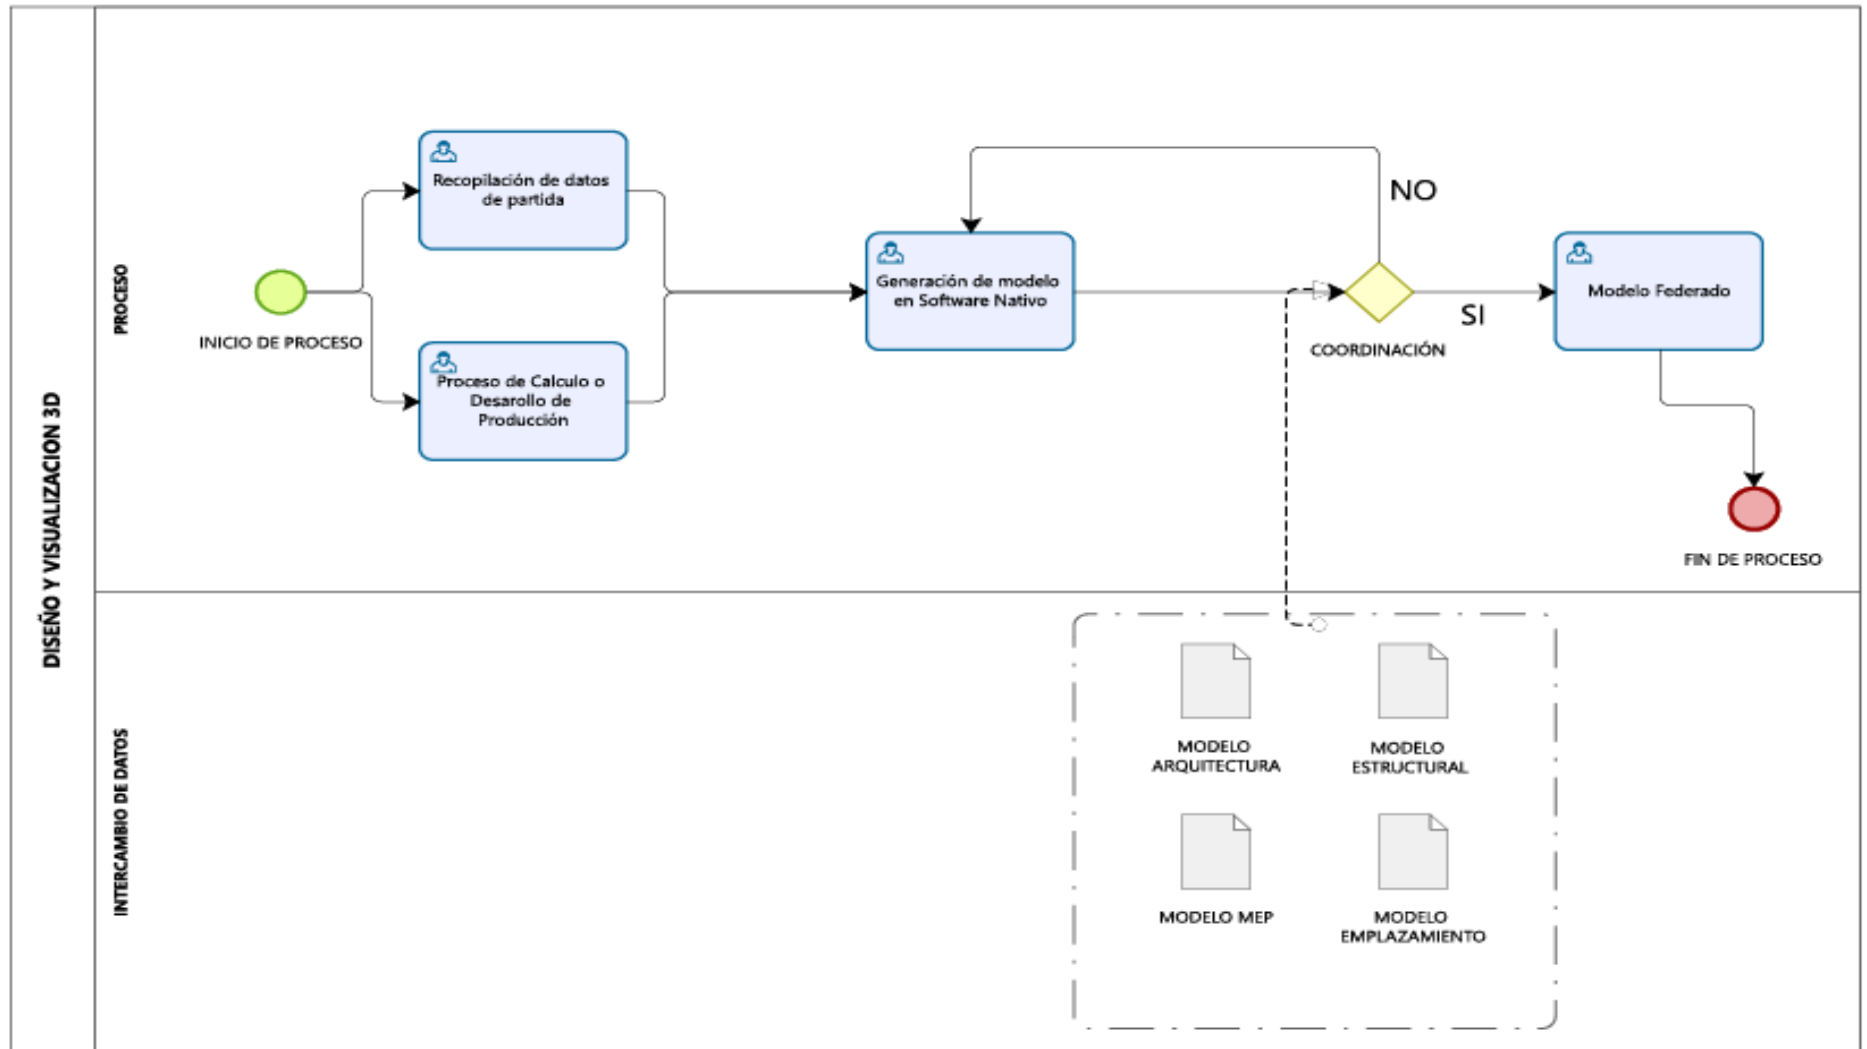 DISEÑO Y VISUALIZACION 3D
PROCESO
INICIO DE PROCESO
Recopilación de datos
de partida
Proceso de Calculo o
Desarollo de
Producción
Generación de modelo
en Software Nativo
NO
COORDINACIÓN
SI
Modelo Federado
FIN DE PROCESO
INTERCAMBIO DE DATOS
MODELO
ARQUITECTURA
MODELO
ESTRUCTURAL
MODELO MEP
MODELO
EMPLAZAMIENTO